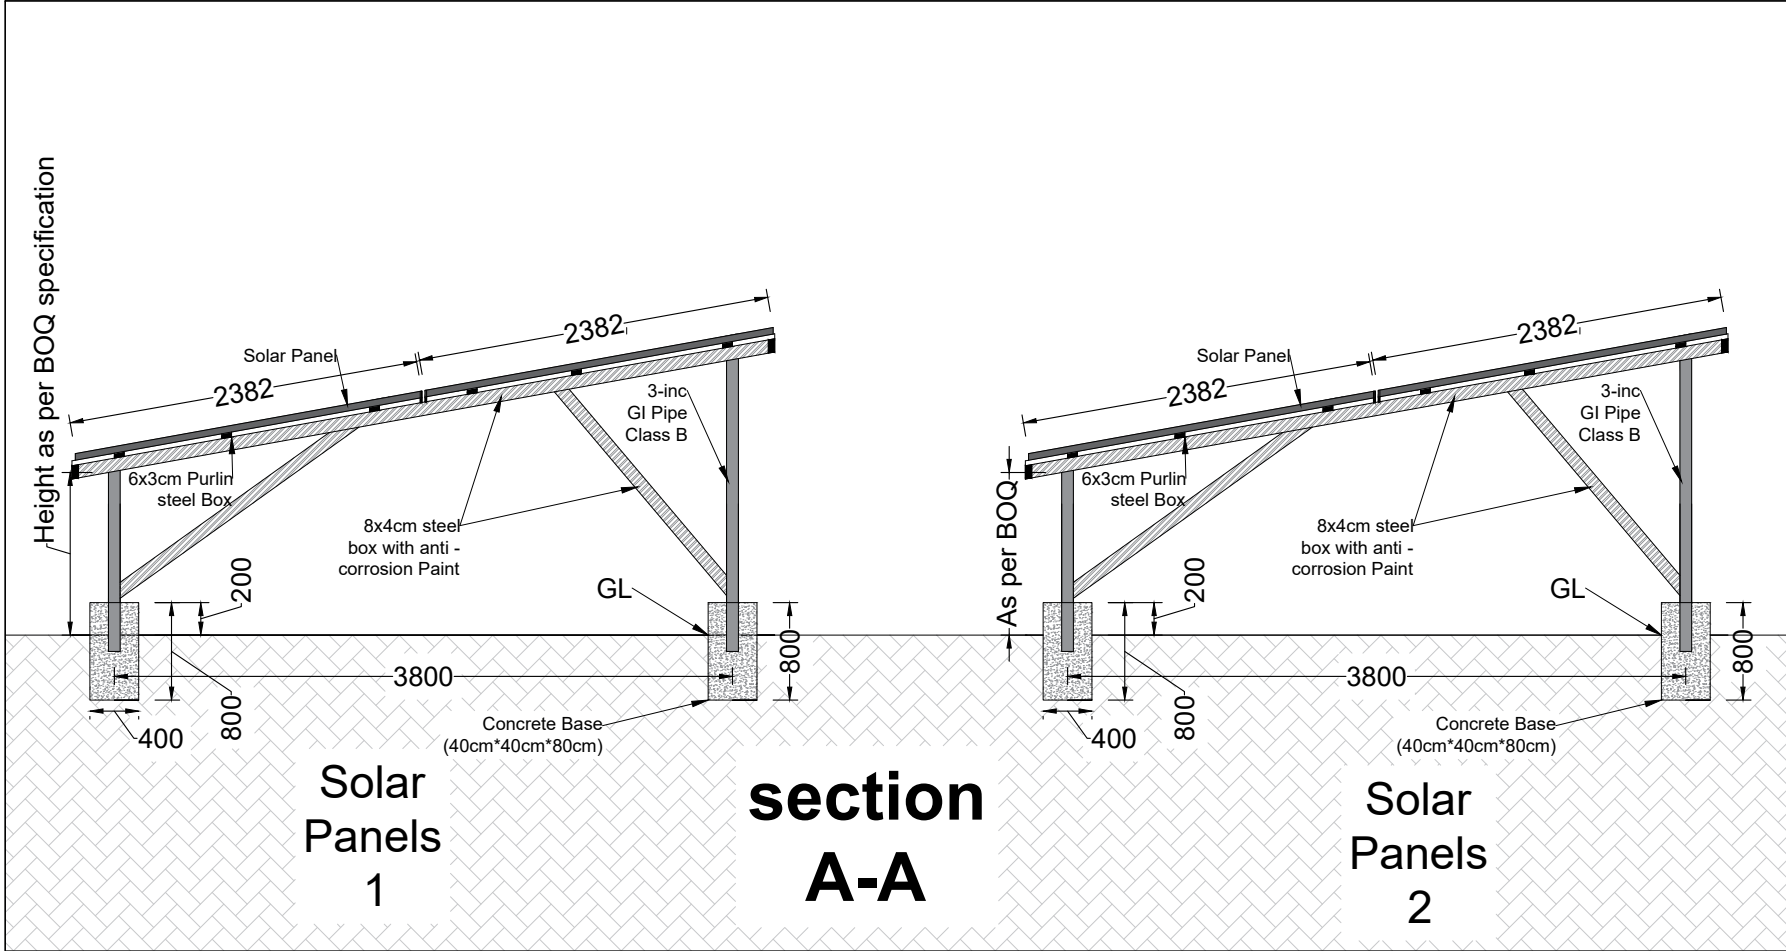 Height as per BOQ specification
2382
2382
Solar Panel
3-inc
GI Pipe
Class B
6x3cm Purlin
steel Box
8x4cm steel
box with anti -
corrosion Paint
200
GL
800
3800
800
400
Concrete Base
(40cm*40cm*80cm)
Solar
Panels
1
section
A-A
As per BOQ
2382
2382
Solar Panel
3-inc
GI Pipe
Class B
6x3cm Purlin
steel Box
8x4cm steel
box with anti -
corrosion Paint
200
GL
800
3800
800
400
Concrete Base
(40cm*40cm*80cm)
Solar
Panels
2